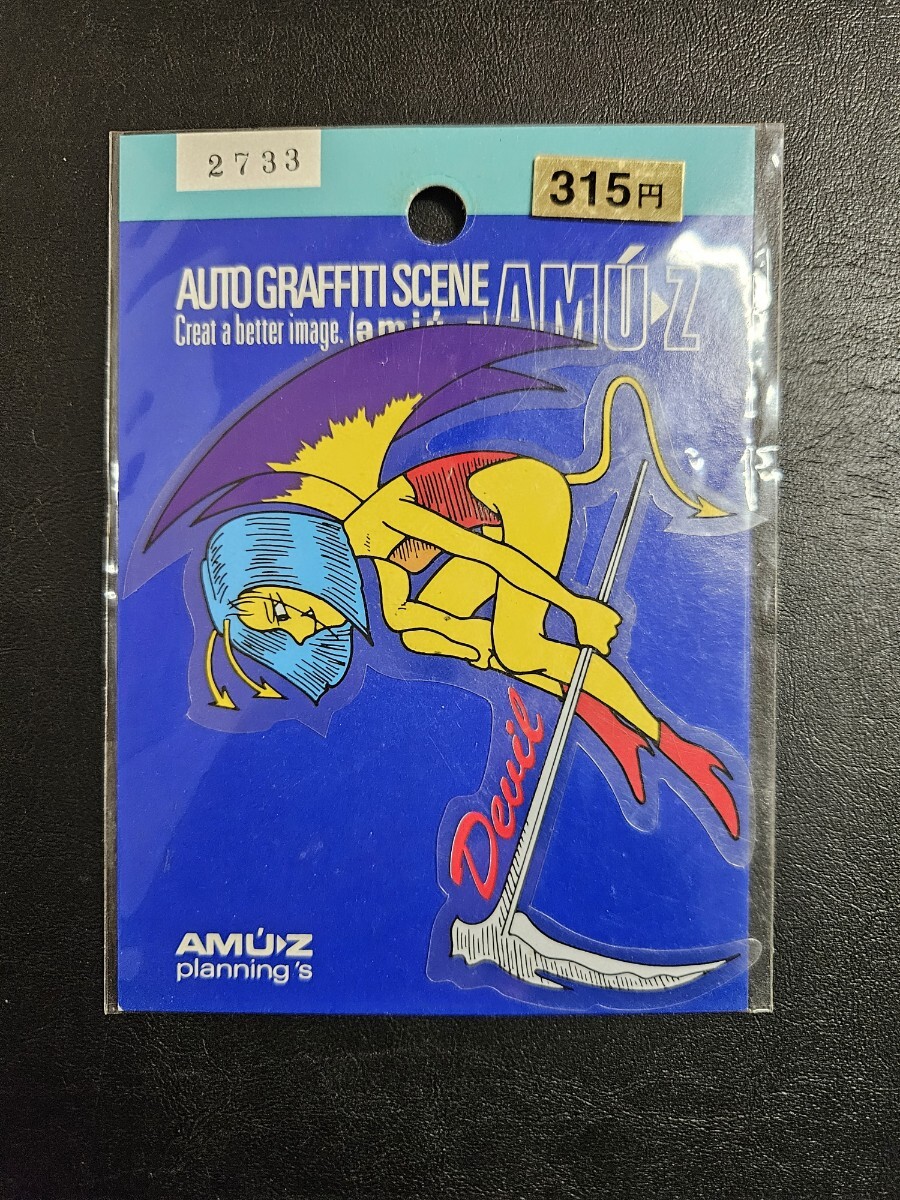 2733
315円
AUTO GRAFFITI SCENE AMÚ▸Z
Creat a better image.
Devil
AMÚ▸Z
planning's